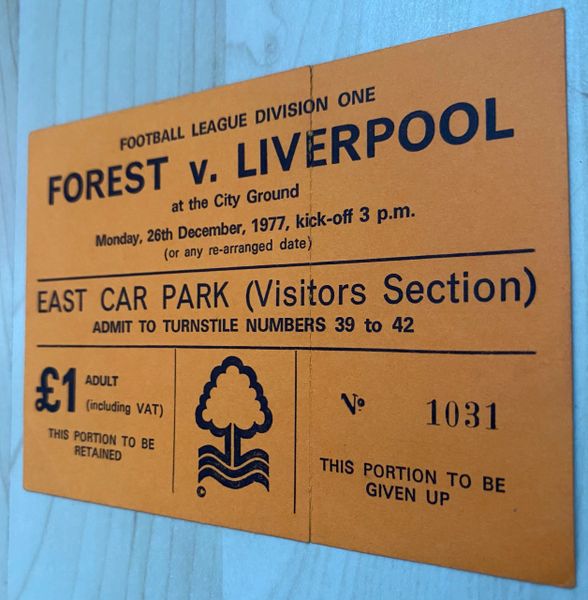 FOOTBALL LEAGUE DIVISION ONE
FOREST v. LIVERPOOL
at the City Ground
Monday, 26th December, 1977, kick-off 3 p.m.
(or any re-arranged date)
EAST CAR PARK (Visitors Section)
ADMIT TO TURNSTILE NUMBERS 39 to 42
£1 ADULT
(including VAT)
THIS PORTION TO BE
RETAINED
©
Nº 1031
THIS PORTION TO BE
GIVEN UP